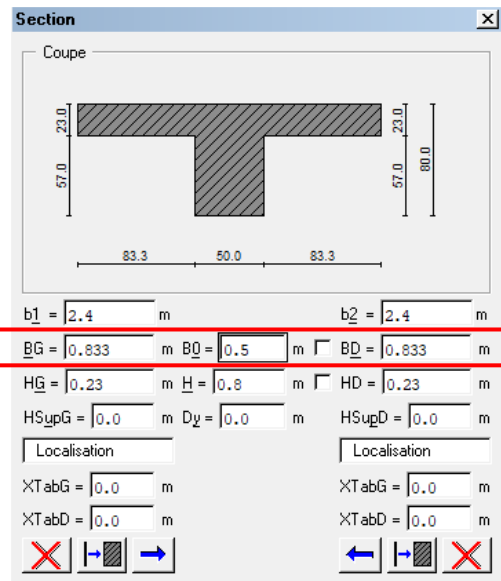 Section
Coupe
23.0 23.0
57.0 57.0 80.0
83.3 50.0 83.3
b1 = 2.4 m b2 = 2.4 m
BG = 0.833 m B0 = 0.5 m BD = 0.833 m
HG = 0.23 m H = 0.8 m HD = 0.23 m
HSupG = 0.0 m Dy = 0.0 m HSupD = 0.0 m
Localisation Localisation
XTabG = 0.0 m XTabG = 0.0 m
XTabD = 0.0 m XTabD = 0.0 m